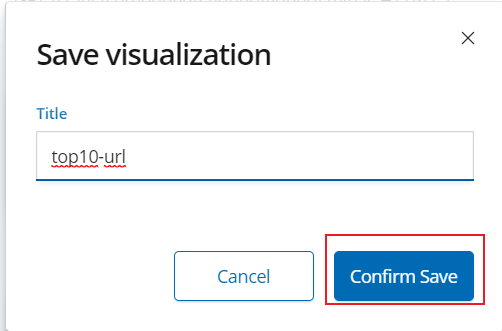 Save visualization
Title
top10-url
Cancel
Confirm Save